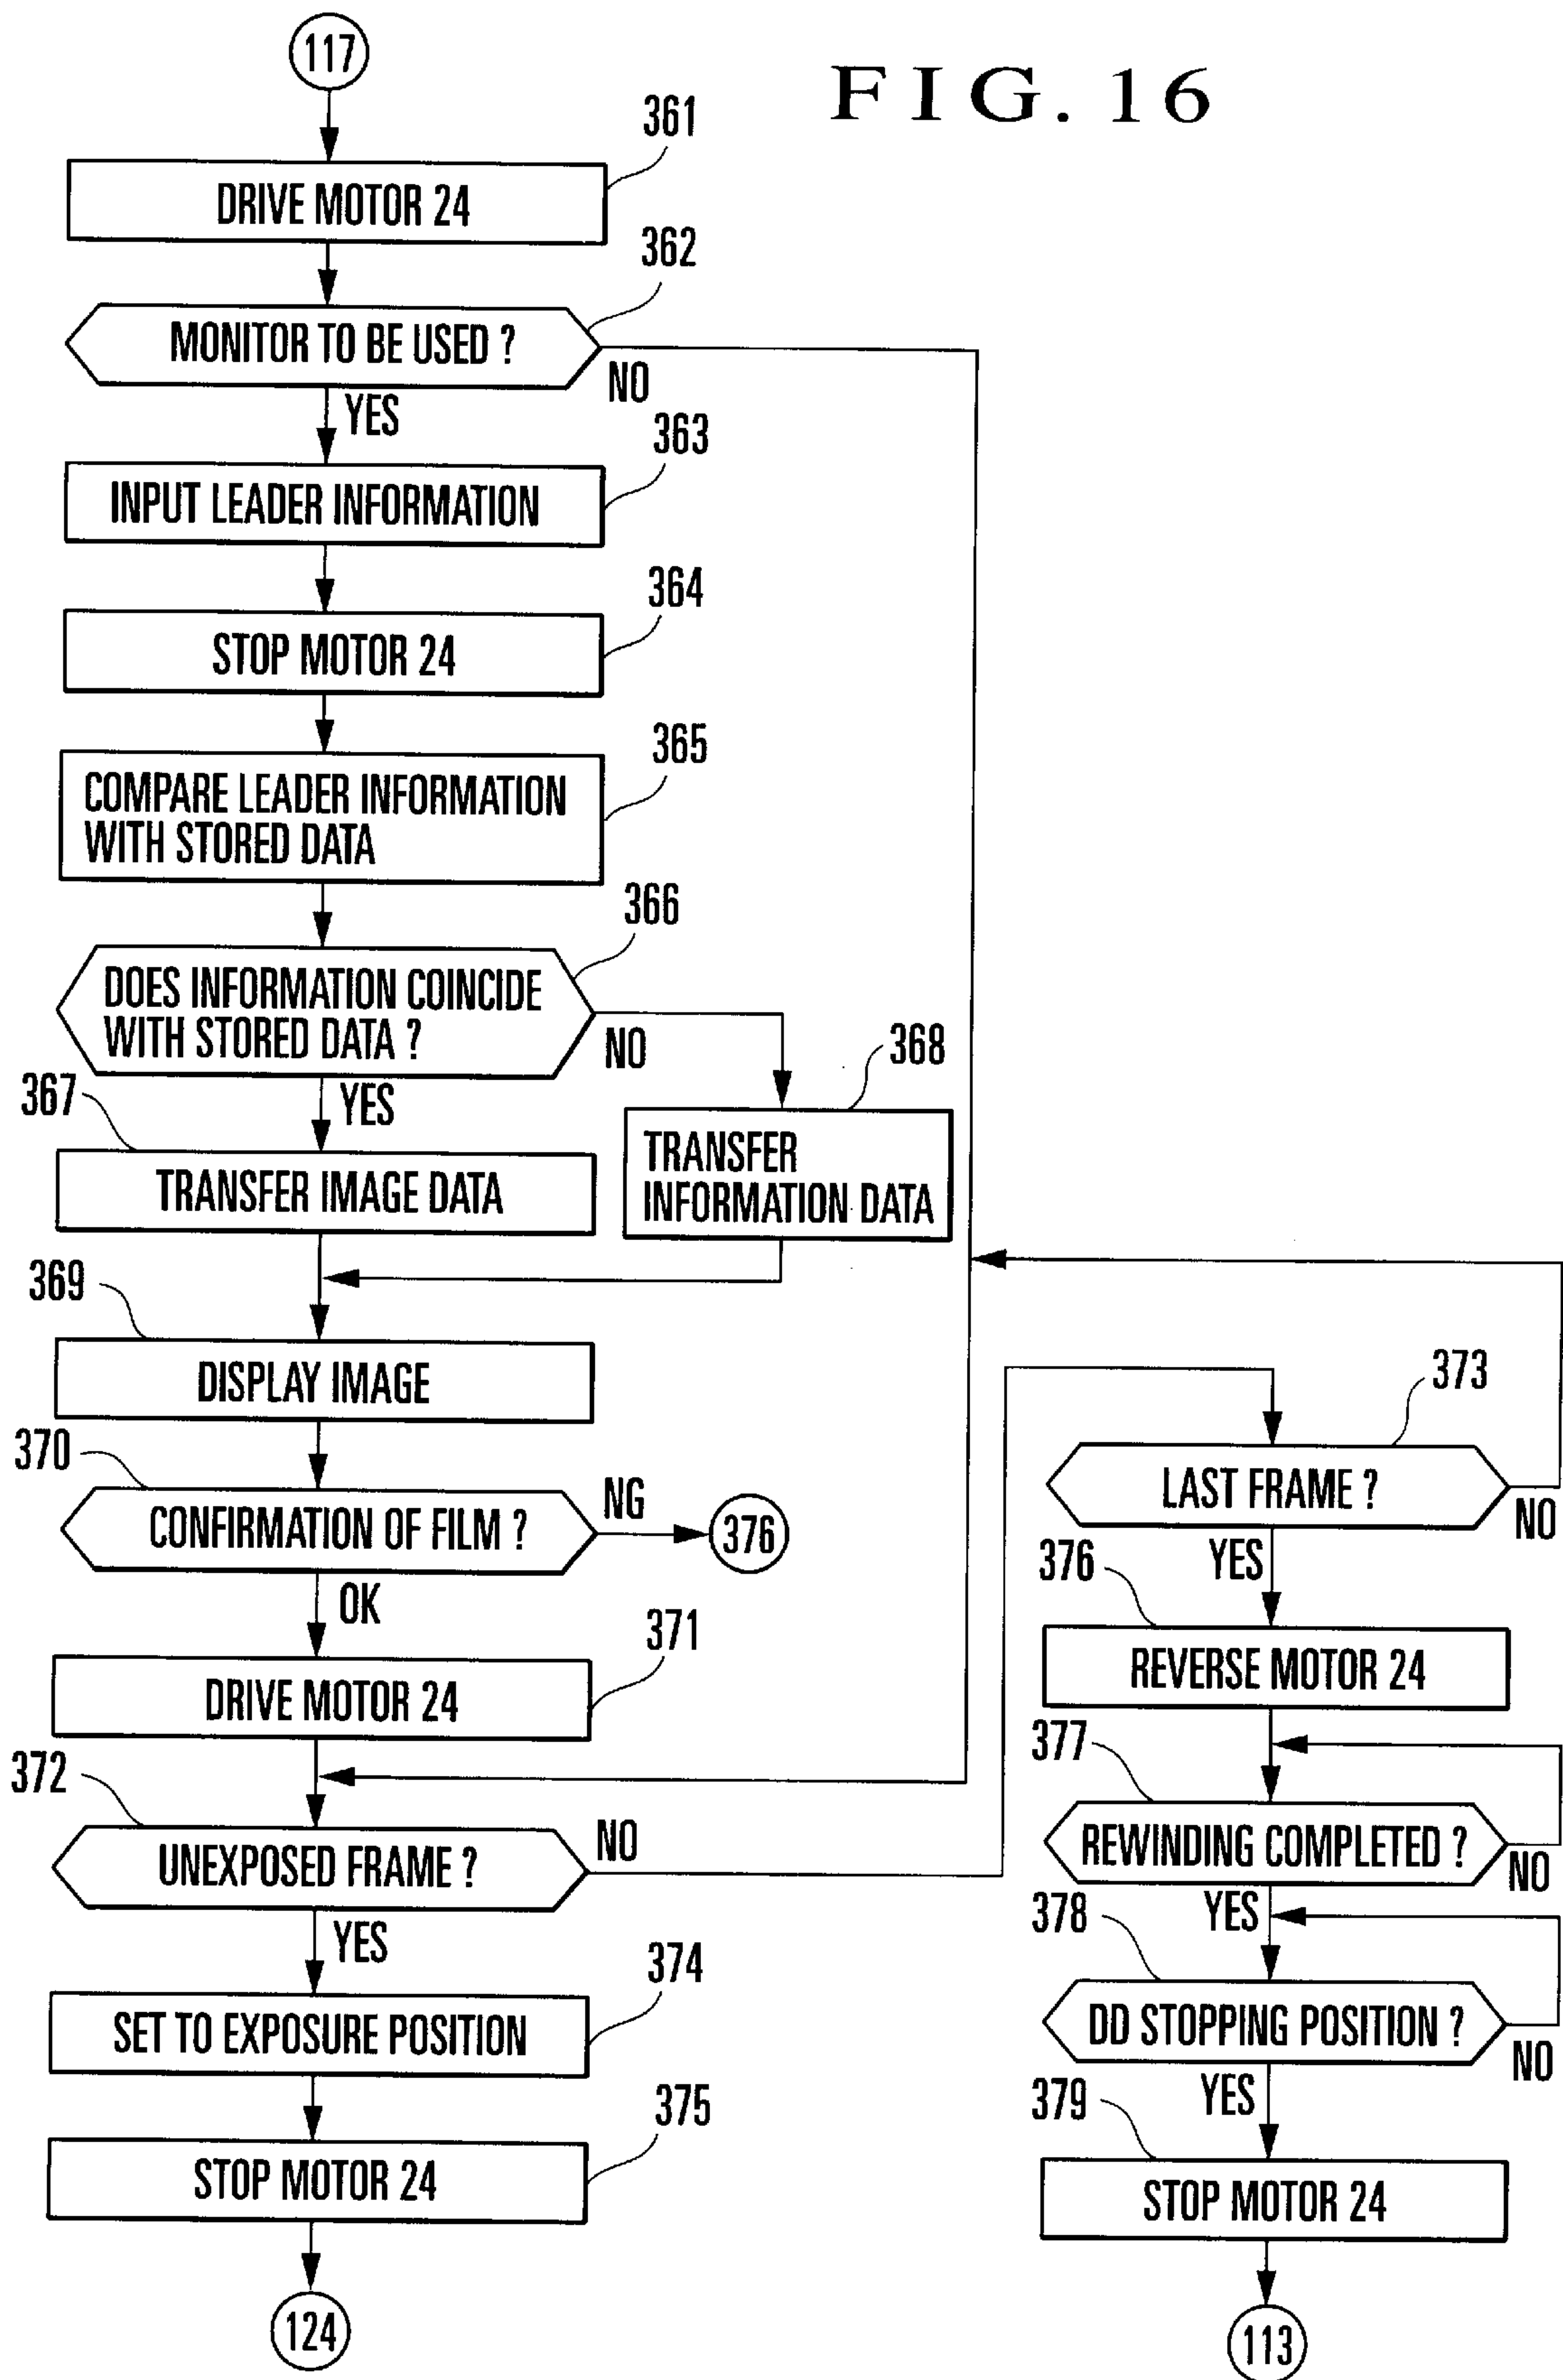 117
FIG. 16
361
DRIVE MOTOR 24
362
MONITOR TO BE USED ?
NO
YES
363
INPUT LEADER INFORMATION
364
STOP MOTOR 24
365
COMPARE LEADER INFORMATION
WITH STORED DATA
366
DOES INFORMATION COINCIDE
WITH STORED DATA ?
NO
YES
367
TRANSFER IMAGE DATA
368
TRANSFER
INFORMATION DATA
369
DISPLAY IMAGE
370
CONFIRMATION OF FILM ?
NG
376
OK
371
DRIVE MOTOR 24
372
UNEXPOSED FRAME ?
NO
YES
374
SET TO EXPOSURE POSITION
375
STOP MOTOR 24
124
373
LAST FRAME ?
NO
YES
376
REVERSE MOTOR 24
377
REWINDING COMPLETED ?
NO
YES
378
DD STOPPING POSITION ?
NO
YES
379
STOP MOTOR 24
113